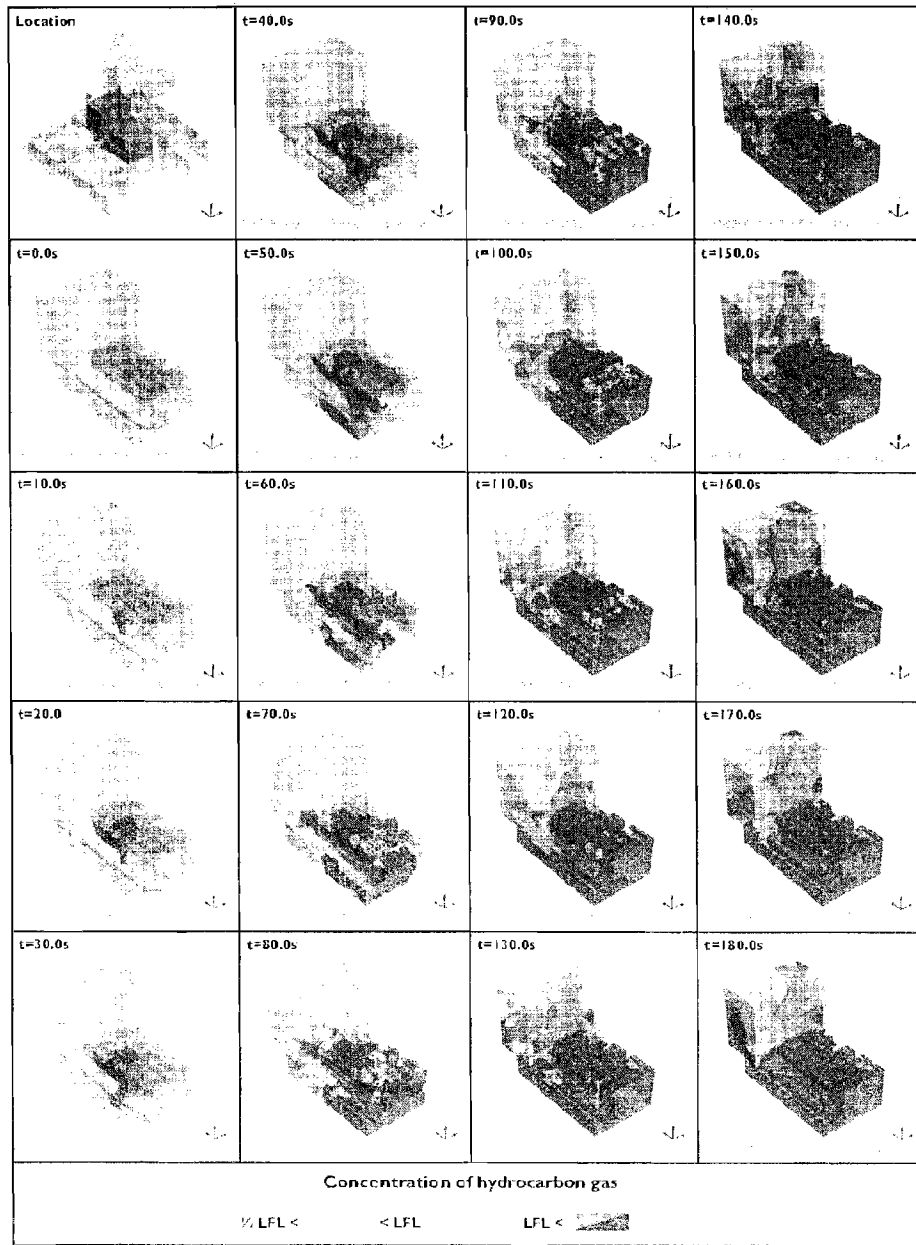 Location
t=40.0s
t=90.0s
t=140.0s
t=0.0s
t=50.0s
t=100.0s
t=150.0s
t=10.0s
t=60.0s
t=110.0s
t=160.0s
t=20.0
t=70.0s
t=120.0s
t=170.0s
t=30.0s
t=80.0s
t=130.0s
t=180.0s
Concentration of hydrocarbon gas
½ LFL < < LFL LFL <